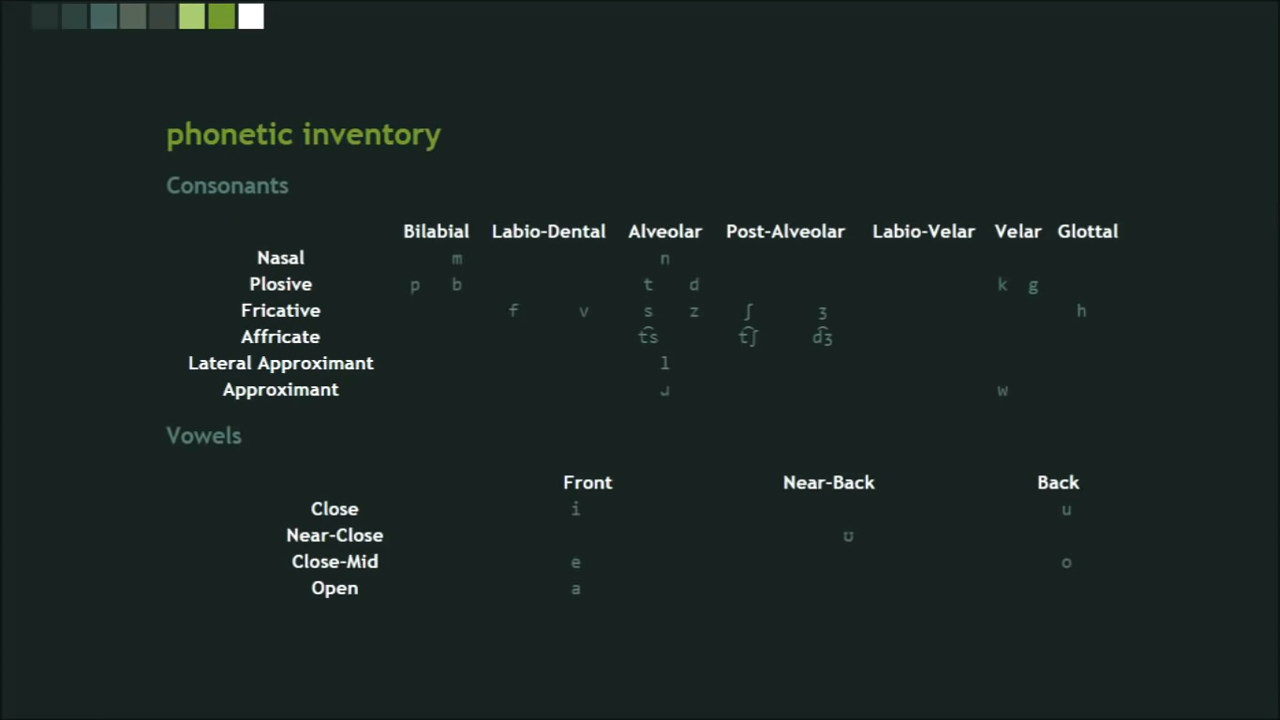 phonetic inventory
Consonants
Bilabial Labio-Dental Alveolar Post-Alveolar Labio-Velar Velar Glottal
Nasal m n
Plosive p b t d k g
Fricative f v s z ʃ ʒ h
Affricate t͡s t͡ʃ d͡ʒ
Lateral Approximant l
Approximant ɹ w
Vowels
Front Near-Back Back
Close i u
Near-Close ʊ
Close-Mid e o
Open a